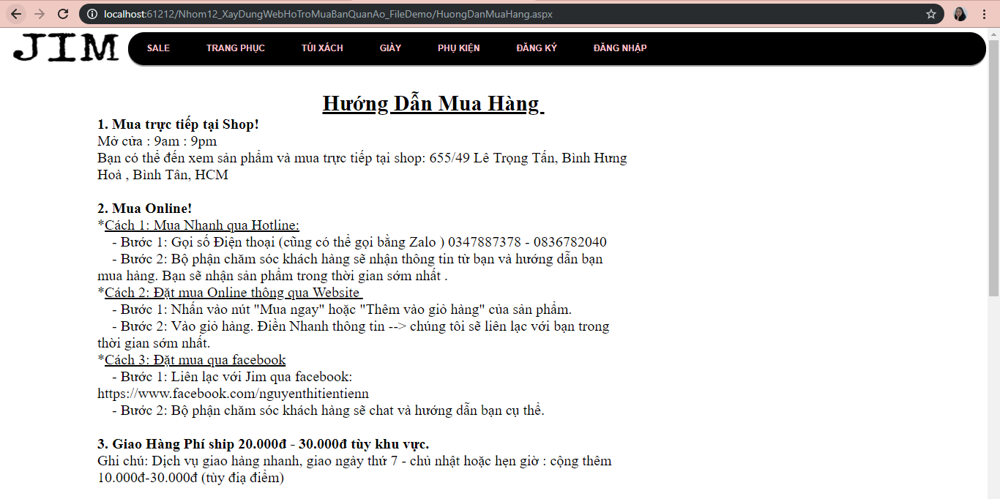 localhost:61212/Nhom12_XayDungWebHoTroMuaBanQuanAo_FileDemo/HuongDanMuaHang.aspx
JIM
SALE TRANG PHỤC TÚI XÁCH GIÀY PHỤ KIỆN ĐĂNG KÝ ĐĂNG NHẬP
Hướng Dẫn Mua Hàng
1. Mua trực tiếp tại Shop!
Mở cửa : 9am : 9pm
Bạn có thể đến xem sản phẩm và mua trực tiếp tại shop: 655/49 Lê Trọng Tấn, Bình Hưng
Hoà , Bình Tân, HCM
2. Mua Online!
*Cách 1: Mua Nhanh qua Hotline:
- Bước 1: Gọi số Điện thoại (cũng có thể gọi bằng Zalo ) 0347887378 - 0836782040
- Bước 2: Bộ phận chăm sóc khách hàng sẽ nhận thông tin từ bạn và hướng dẫn bạn
mua hàng. Bạn sẽ nhận sản phẩm trong thời gian sớm nhất .
*Cách 2: Đặt mua Online thông qua Website
- Bước 1: Nhấn vào nút "Mua ngay" hoặc "Thêm vào giỏ hàng" của sản phẩm.
- Bước 2: Vào giỏ hàng. Điền Nhanh thông tin --> chúng tôi sẽ liên lạc với bạn trong
thời gian sớm nhất.
*Cách 3: Đặt mua qua facebook
- Bước 1: Liên lạc với Jim qua facebook:
https://www.facebook.com/nguyenthitientienn
- Bước 2: Bộ phận chăm sóc khách hàng sẽ chat và hướng dẫn bạn cụ thể.
3. Giao Hàng Phí ship 20.000đ - 30.000đ tùy khu vực.
Ghi chú: Dịch vụ giao hàng nhanh, giao ngày thứ 7 - chủ nhật hoặc hẹn giờ : cộng thêm
10.000đ-30.000đ (tùy địạ điểm)